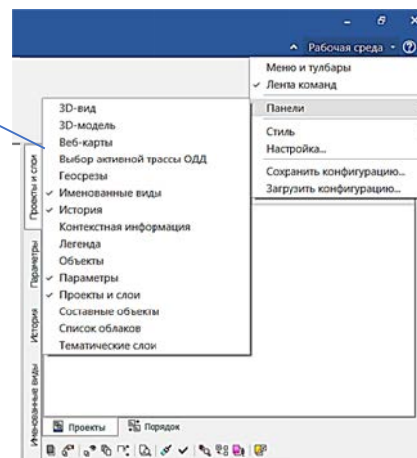 Рабочая среда
Меню и тулбары
Лента команд
Панели
Стиль
Настройка...
Сохранить конфигурацию...
Загрузить конфигурацию...
3D-вид
3D-модель
Веб-карты
Выбор активной трассы ОДД
Геосрезы
Именованные виды
История
Контекстная информация
Легенда
Объекты
Параметры
Проекты и слои
Составные объекты
Список облаков
Тематические слои
Проекты и слои
Параметры
История
Именованные виды
Проекты
Порядок